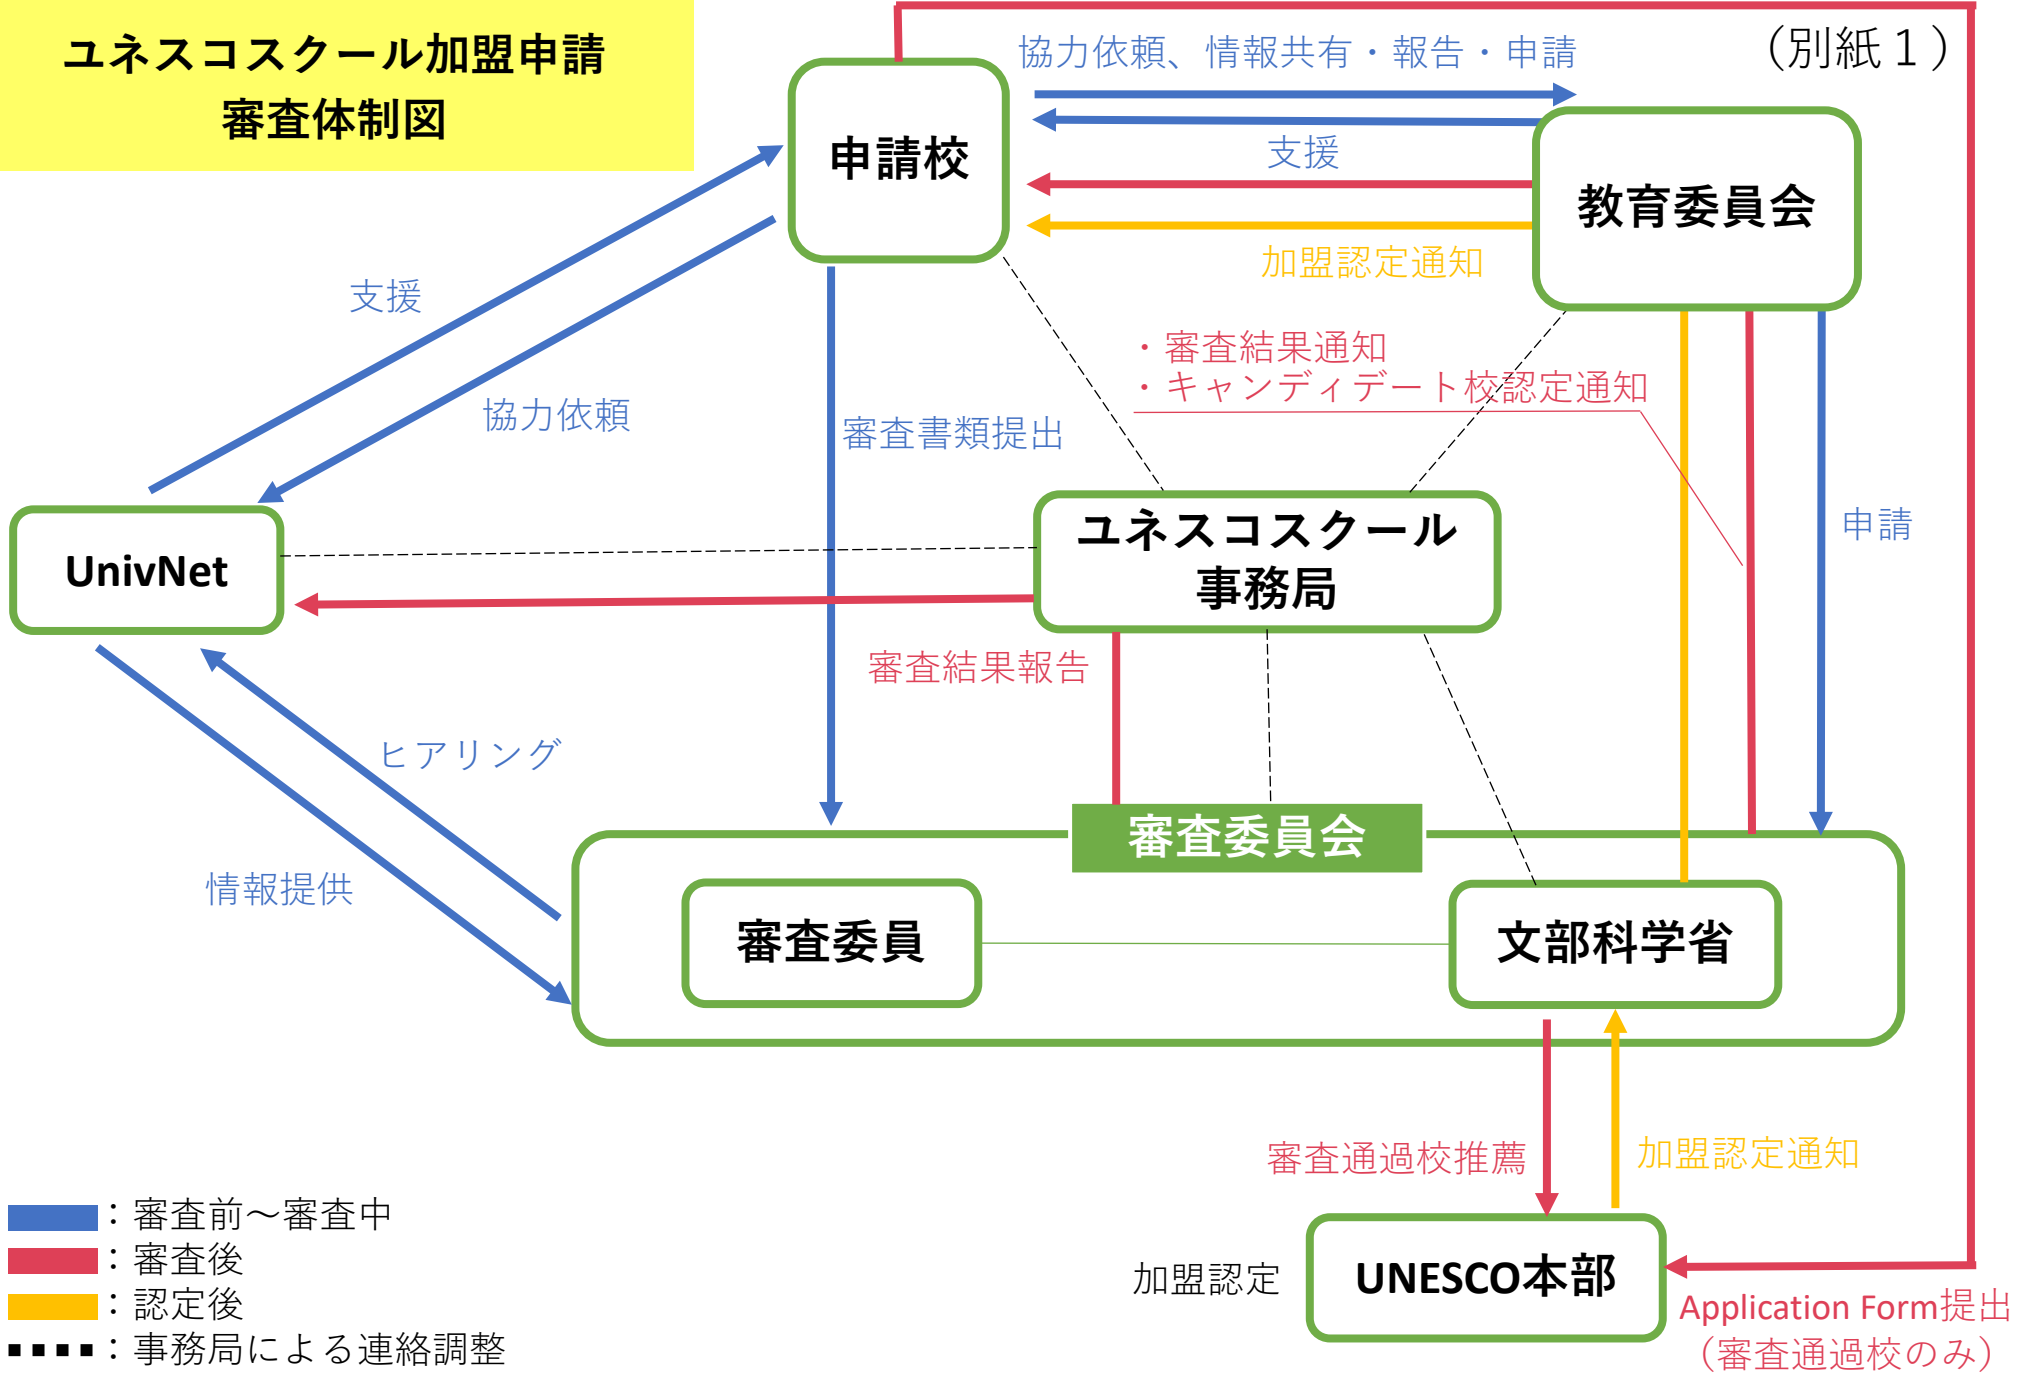 ユネスコスクール加盟申請
審査体制図
（別紙１）
協力依頼、情報共有・報告・申請
申請校
支援
教育委員会
加盟認定通知
支援
・審査結果通知
・キャンディデート校認定通知
協力依頼
審査書類提出
申請
ユネスコスクール
事務局
UnivNet
審査結果報告
ヒアリング
審査委員会
情報提供
審査委員
文部科学省
審査通過校推薦
加盟認定通知
：審査前～審査中
：審査後
：認定後
：事務局による連絡調整
加盟認定
UNESCO本部
Application Form提出
（審査通過校のみ）